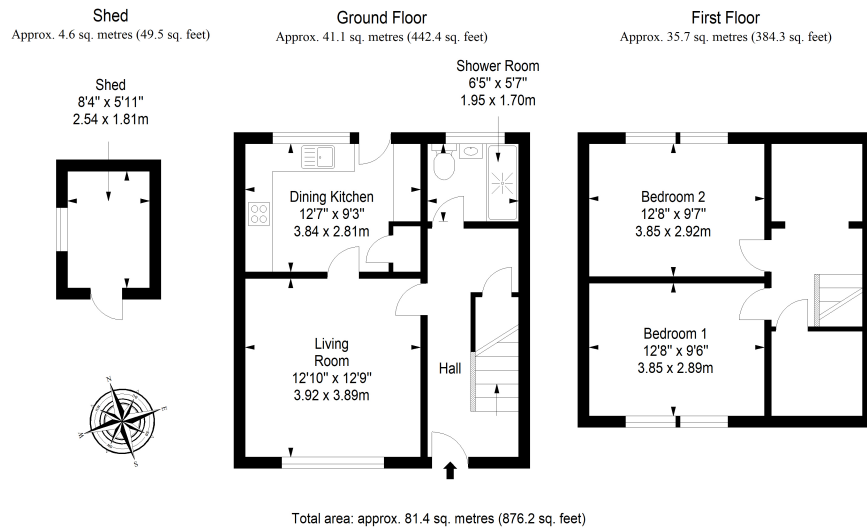 Shed
Approx. 4.6 sq. metres (49.5 sq. feet)
Ground Floor
Approx. 41.1 sq. metres (442.4 sq. feet)
First Floor
Approx. 35.7 sq. metres (384.3 sq. feet)
Shed
8'4" x 5'11"
2.54 x 1.81m
Shower Room
6'5" x 5'7"
1.95 x 1.70m
Dining Kitchen
12'7" x 9'3"
3.84 x 2.81m
Bedroom 2
12'8" x 9'7"
3.85 x 2.92m
Living
Room
12'10" x 12'9"
3.92 x 3.89m
Hall
Bedroom 1
12'8" x 9'6"
3.85 x 2.89m
N
E
W
S
Total area: approx. 81.4 sq. metres (876.2 sq. feet)